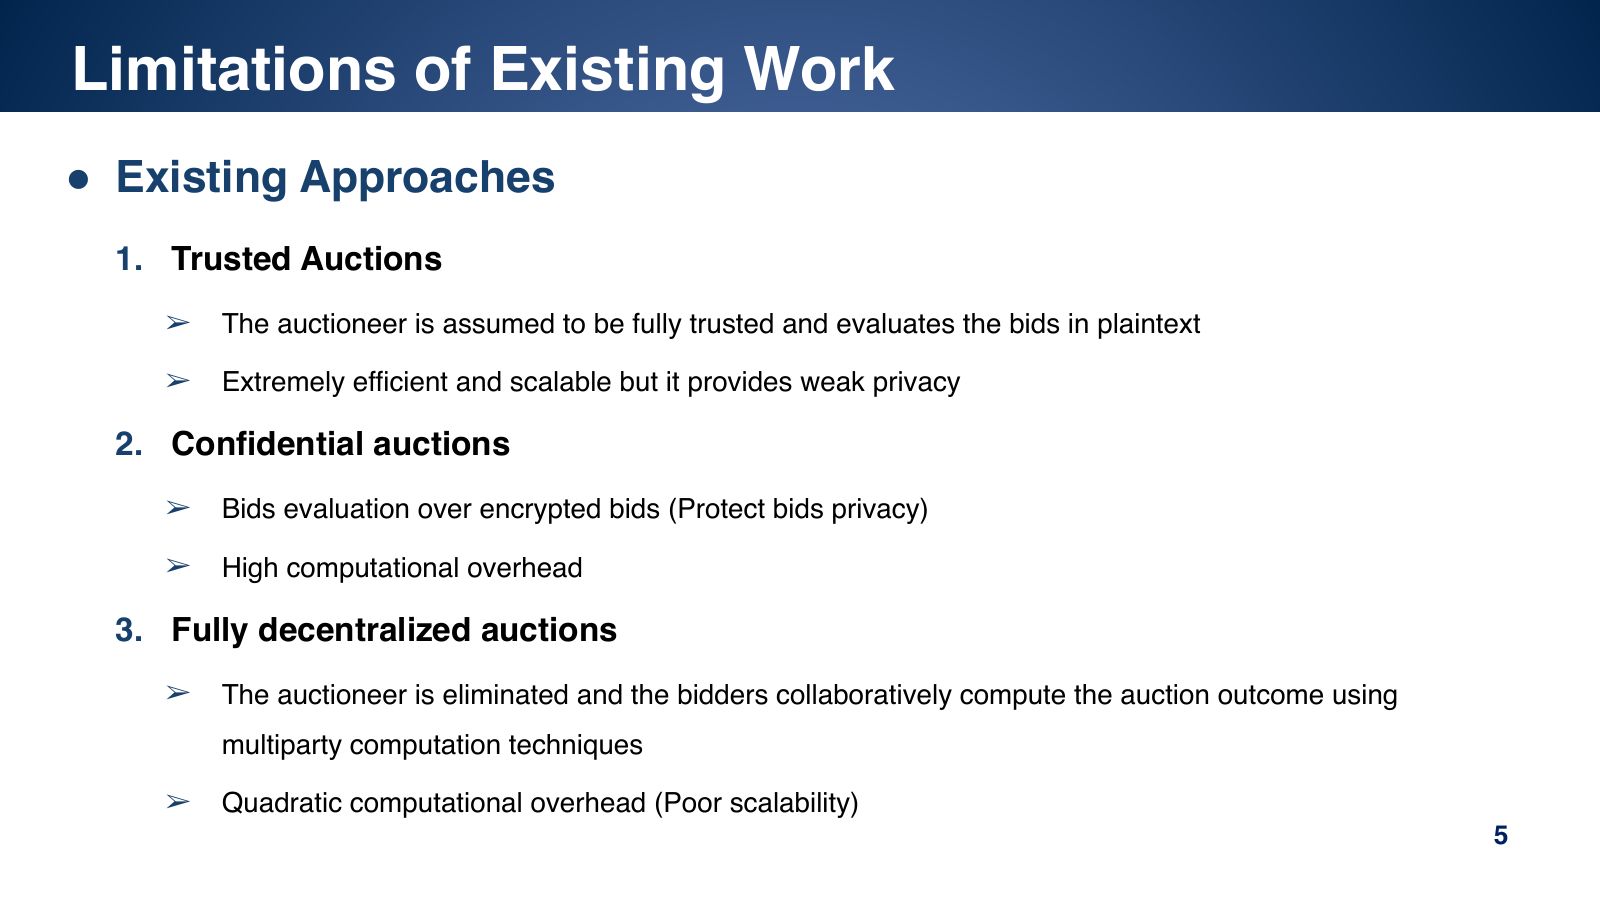 Limitations of Existing Work
● Existing Approaches
1. Trusted Auctions
➢ The auctioneer is assumed to be fully trusted and evaluates the bids in plaintext
➢ Extremely efficient and scalable but it provides weak privacy
2. Confidential auctions
➢ Bids evaluation over encrypted bids (Protect bids privacy)
➢ High computational overhead
3. Fully decentralized auctions
➢ The auctioneer is eliminated and the bidders collaboratively compute the auction outcome using
multiparty computation techniques
➢ Quadratic computational overhead (Poor scalability)
5